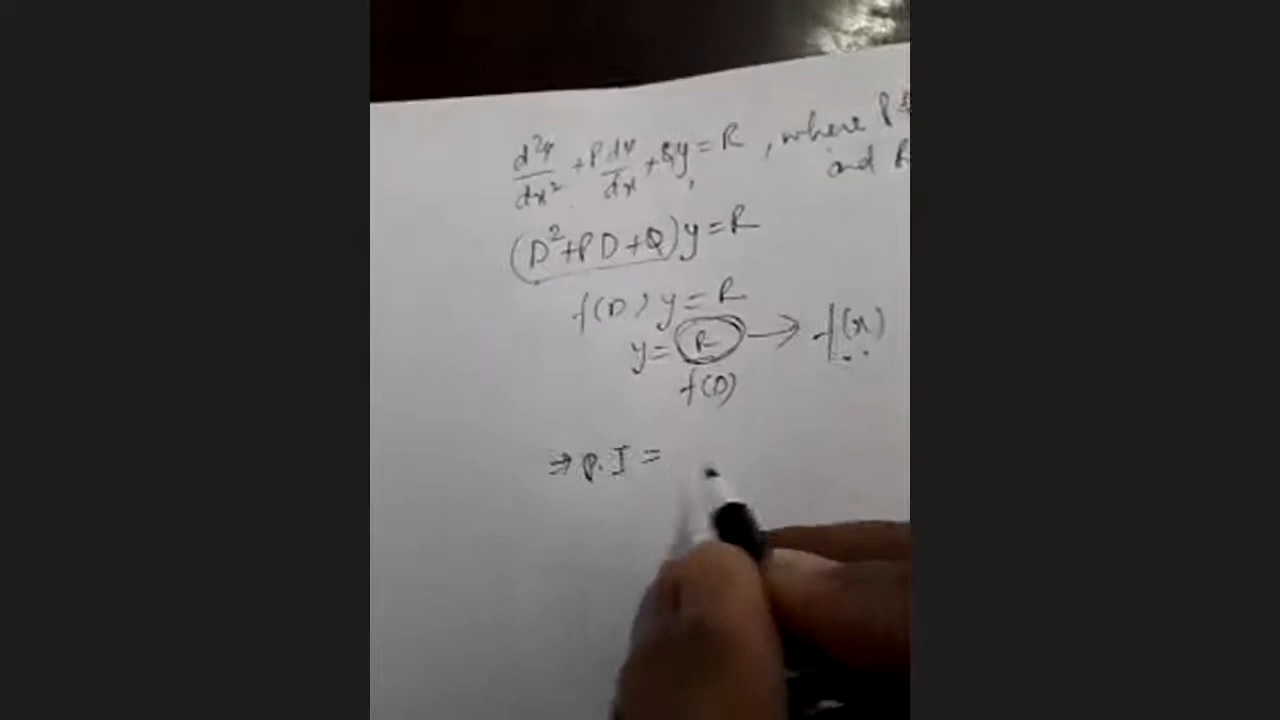 d²y/dx² + P dy/dx + Qy = R, where P
and R
(D² + PD + Q) y = R
f(D) y = R
y = R/f(D) → f(x)
⇒ P.I =